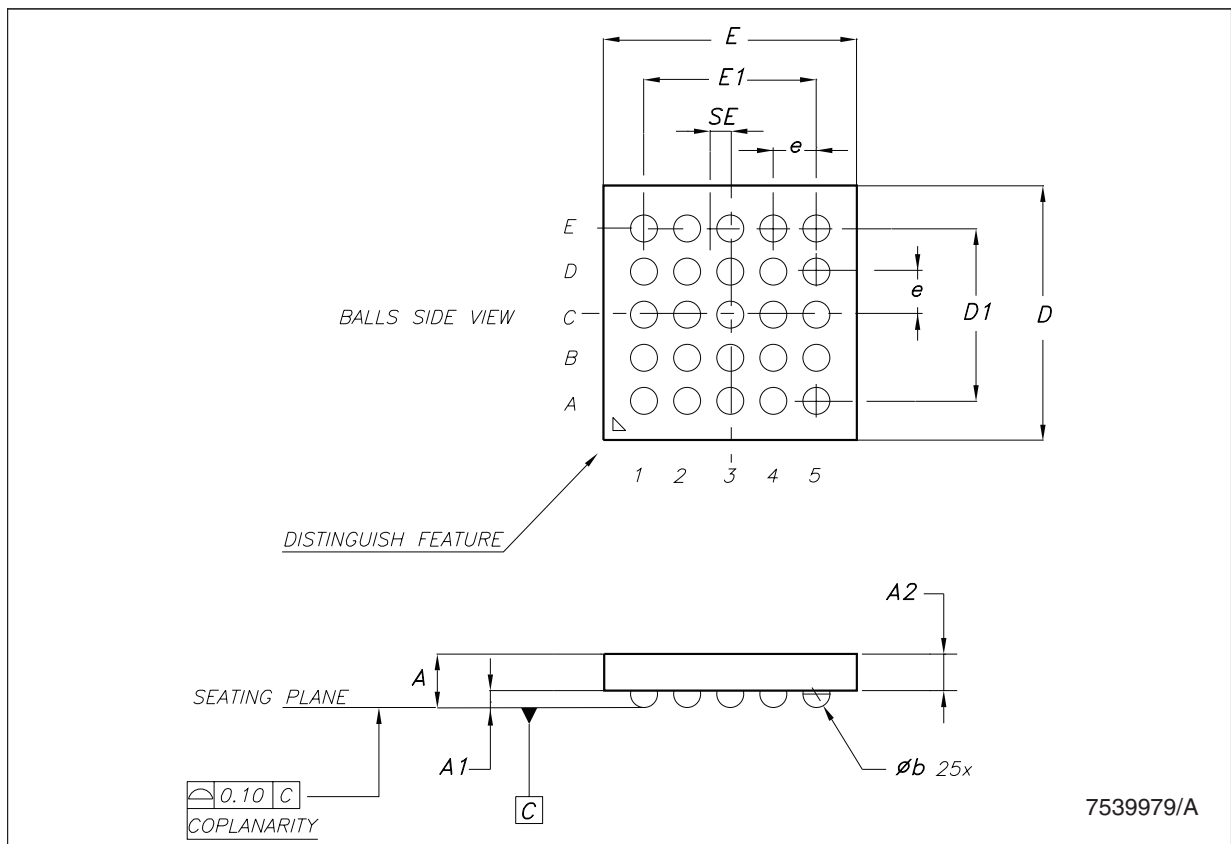 E
E1
SE
e
E
D
BALLS SIDE VIEW
C
B
A
e
D1
D
1 2 3 4 5
DISTINGUISH FEATURE
A2
A
SEATING PLANE
A1
øb 25x
⌓ 0.10 C
COPLANARITY
C
7539979/A